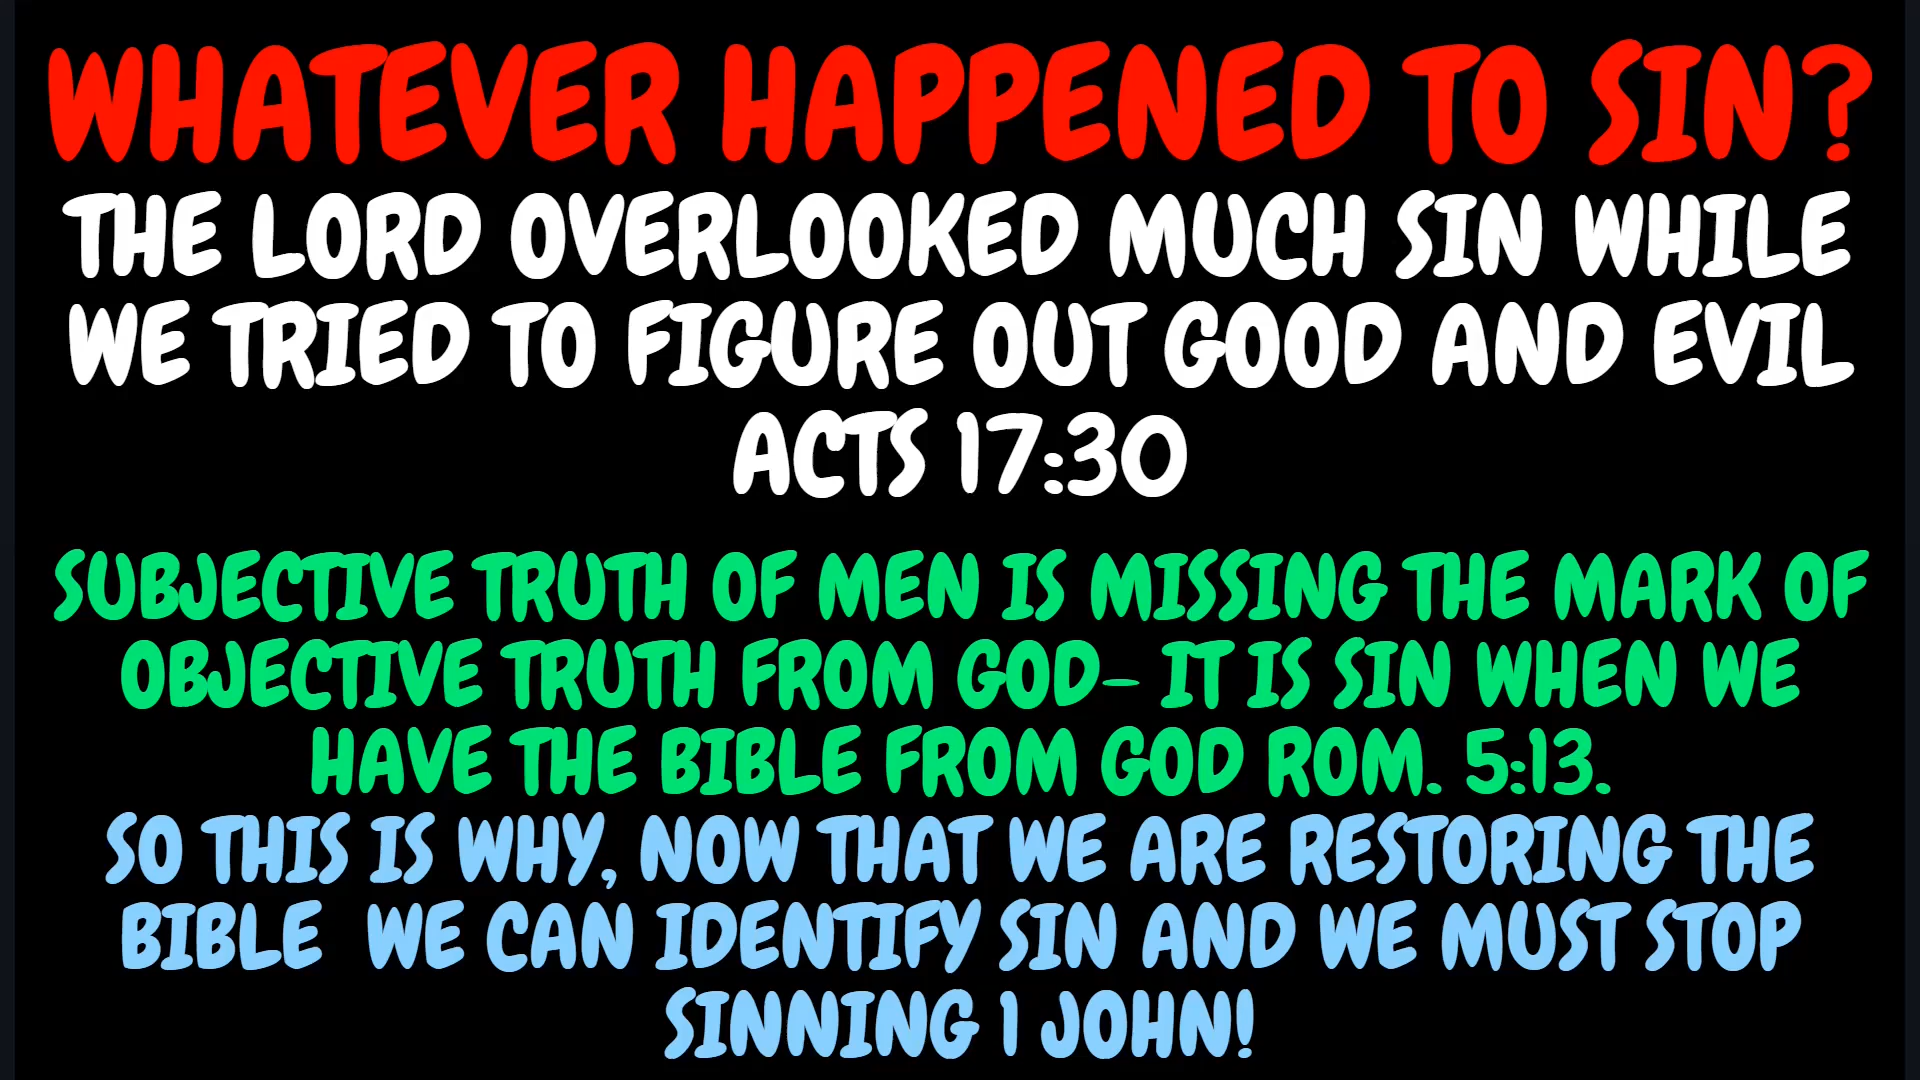 WHATEVER HAPPENED TO SIN?
THE LORD OVERLOOKED MUCH SIN WHILE
WE TRIED TO FIGURE OUT GOOD AND EVIL
ACTS 17:30
SUBJECTIVE TRUTH OF MEN IS MISSING THE MARK OF
OBJECTIVE TRUTH FROM GOD- IT IS SIN WHEN WE
HAVE THE BIBLE FROM GOD ROM. 5:13.
SO THIS IS WHY, NOW THAT WE ARE RESTORING THE
BIBLE  WE CAN IDENTIFY SIN AND WE MUST STOP
SINNING 1 JOHN!